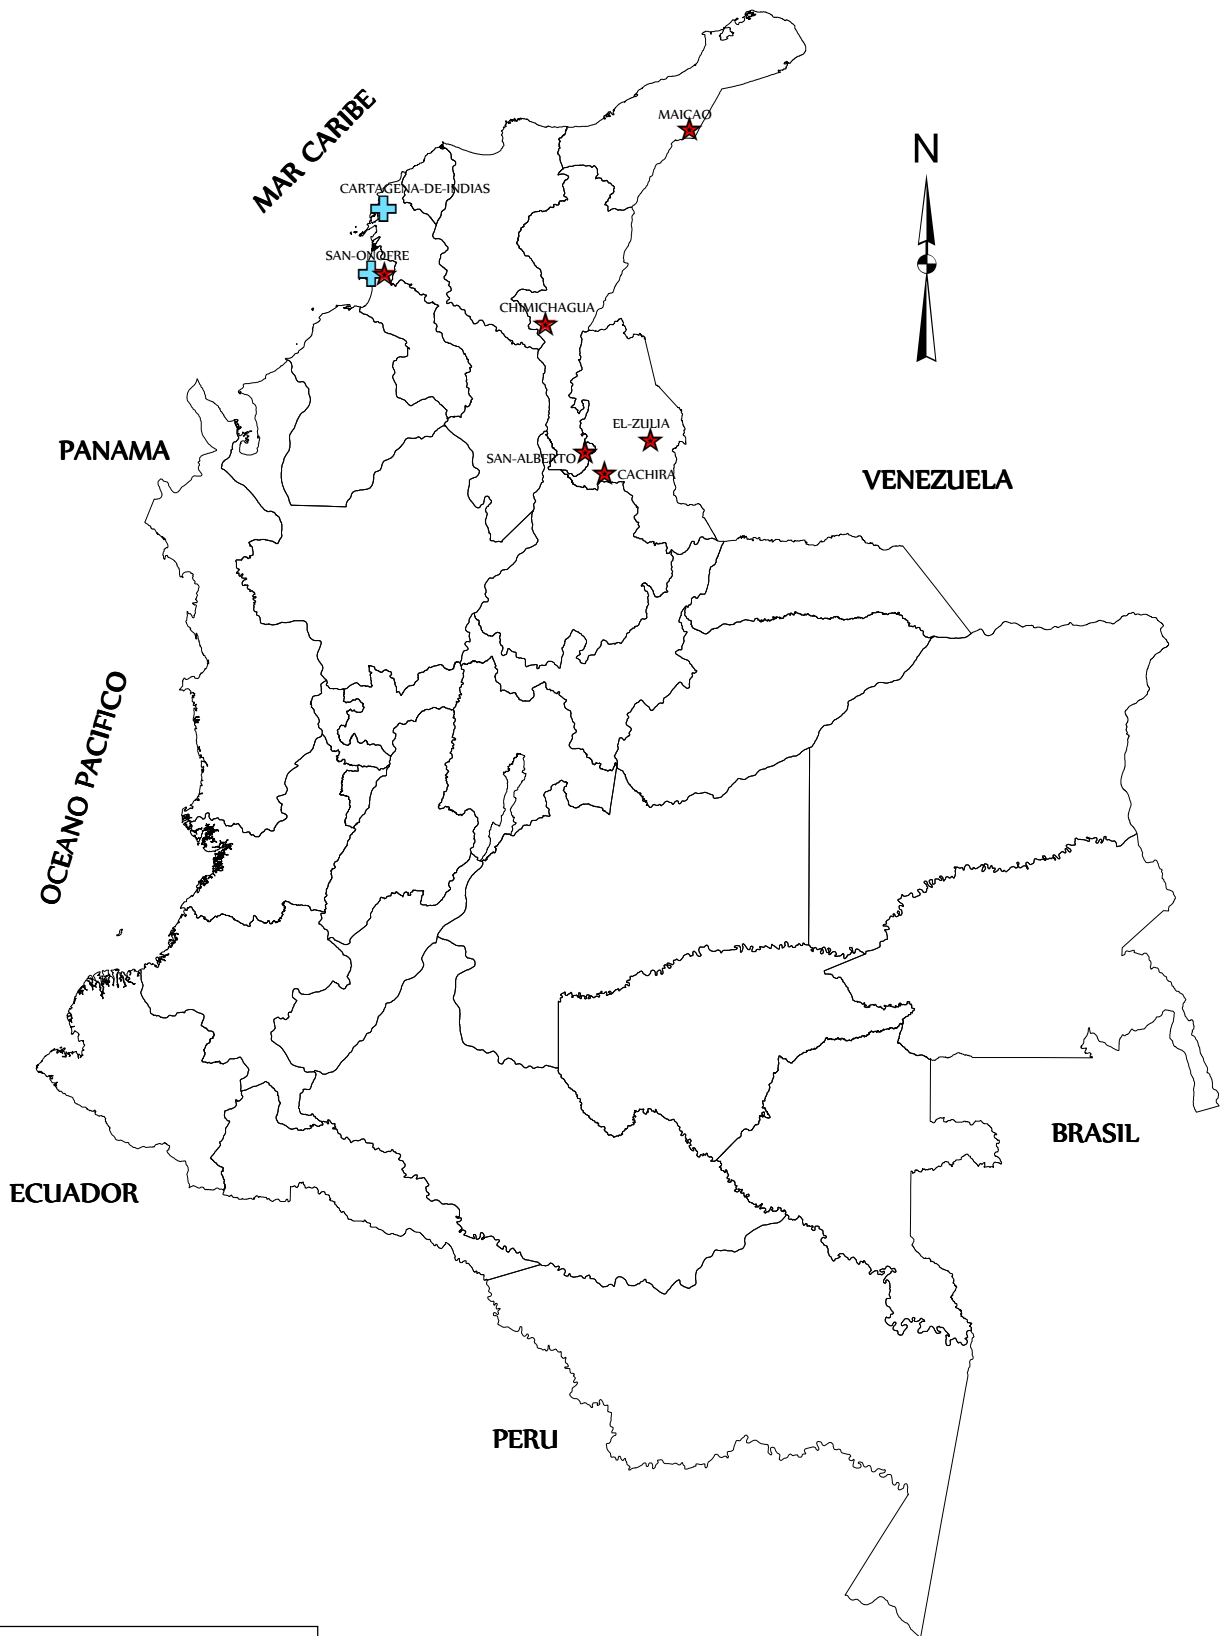 MAICAO
MAR CARIBE
N
CARTAGENA-DE-INDIAS
SAN-ONOFRE
CHIMICHAGUA
EL-ZULIA
PANAMA
SAN-ALBERTO
CACHIRA
VENEZUELA
OCEANO PACIFICO
BRASIL
ECUADOR
PERU